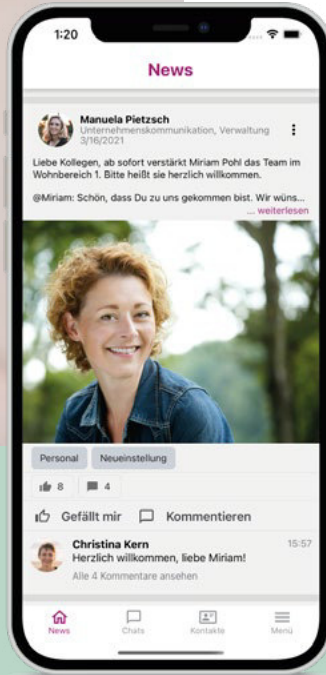 1:20
News
Manuela Pietzsch
Unternehmenskommunikation, Verwaltung
3/16/2021
Liebe Kollegen, ab sofort verstärkt Miriam Pohl das Team im
Wohnbereich 1. Bitte heißt sie herzlich willkommen.
@Miriam: Schön, dass Du zu uns gekommen bist. Wir wüns...
... weiterlesen
Personal Neueinstellung
8 4
Gefällt mir Kommentieren
Christina Kern 15:57
Herzlich willkommen, liebe Miriam!
Alle 4 Kommentare ansehen
News Chats Kontakte Menü